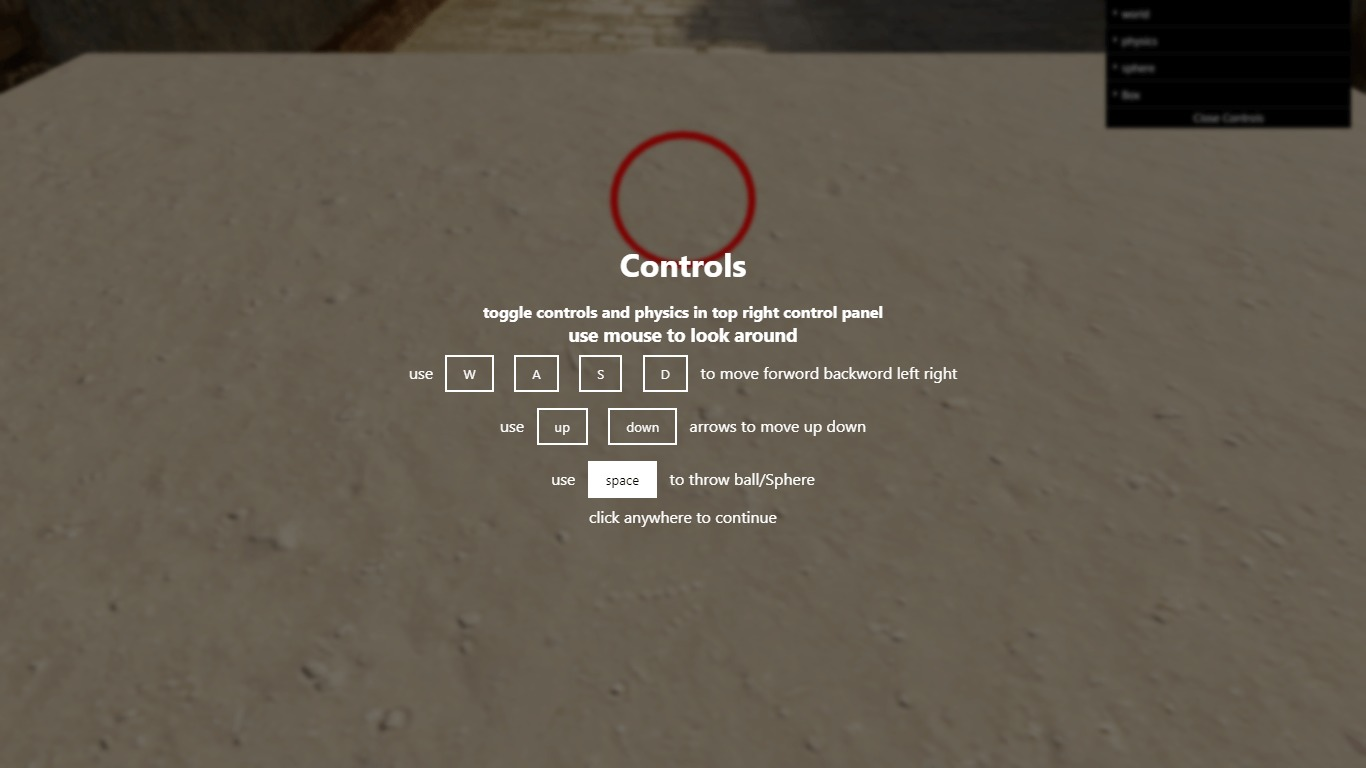 world
physics
sphere
Box
Close Controls
Controls
toggle controls and physics in top right control panel
use mouse to look around
use W A S D to move forword backword left right
use up down arrows to move up down
use space to throw ball/Sphere
click anywhere to continue